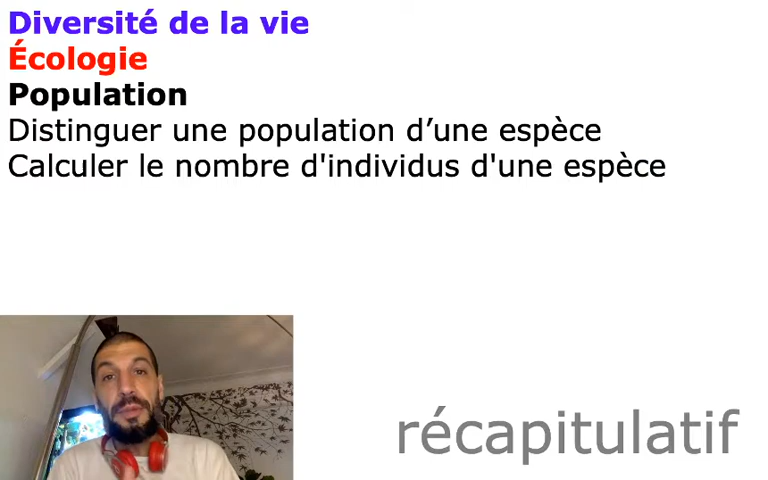 Diversité de la vie
Écologie
Population
Distinguer une population d’une espèce
Calculer le nombre d'individus d'une espèce
récapitulatif